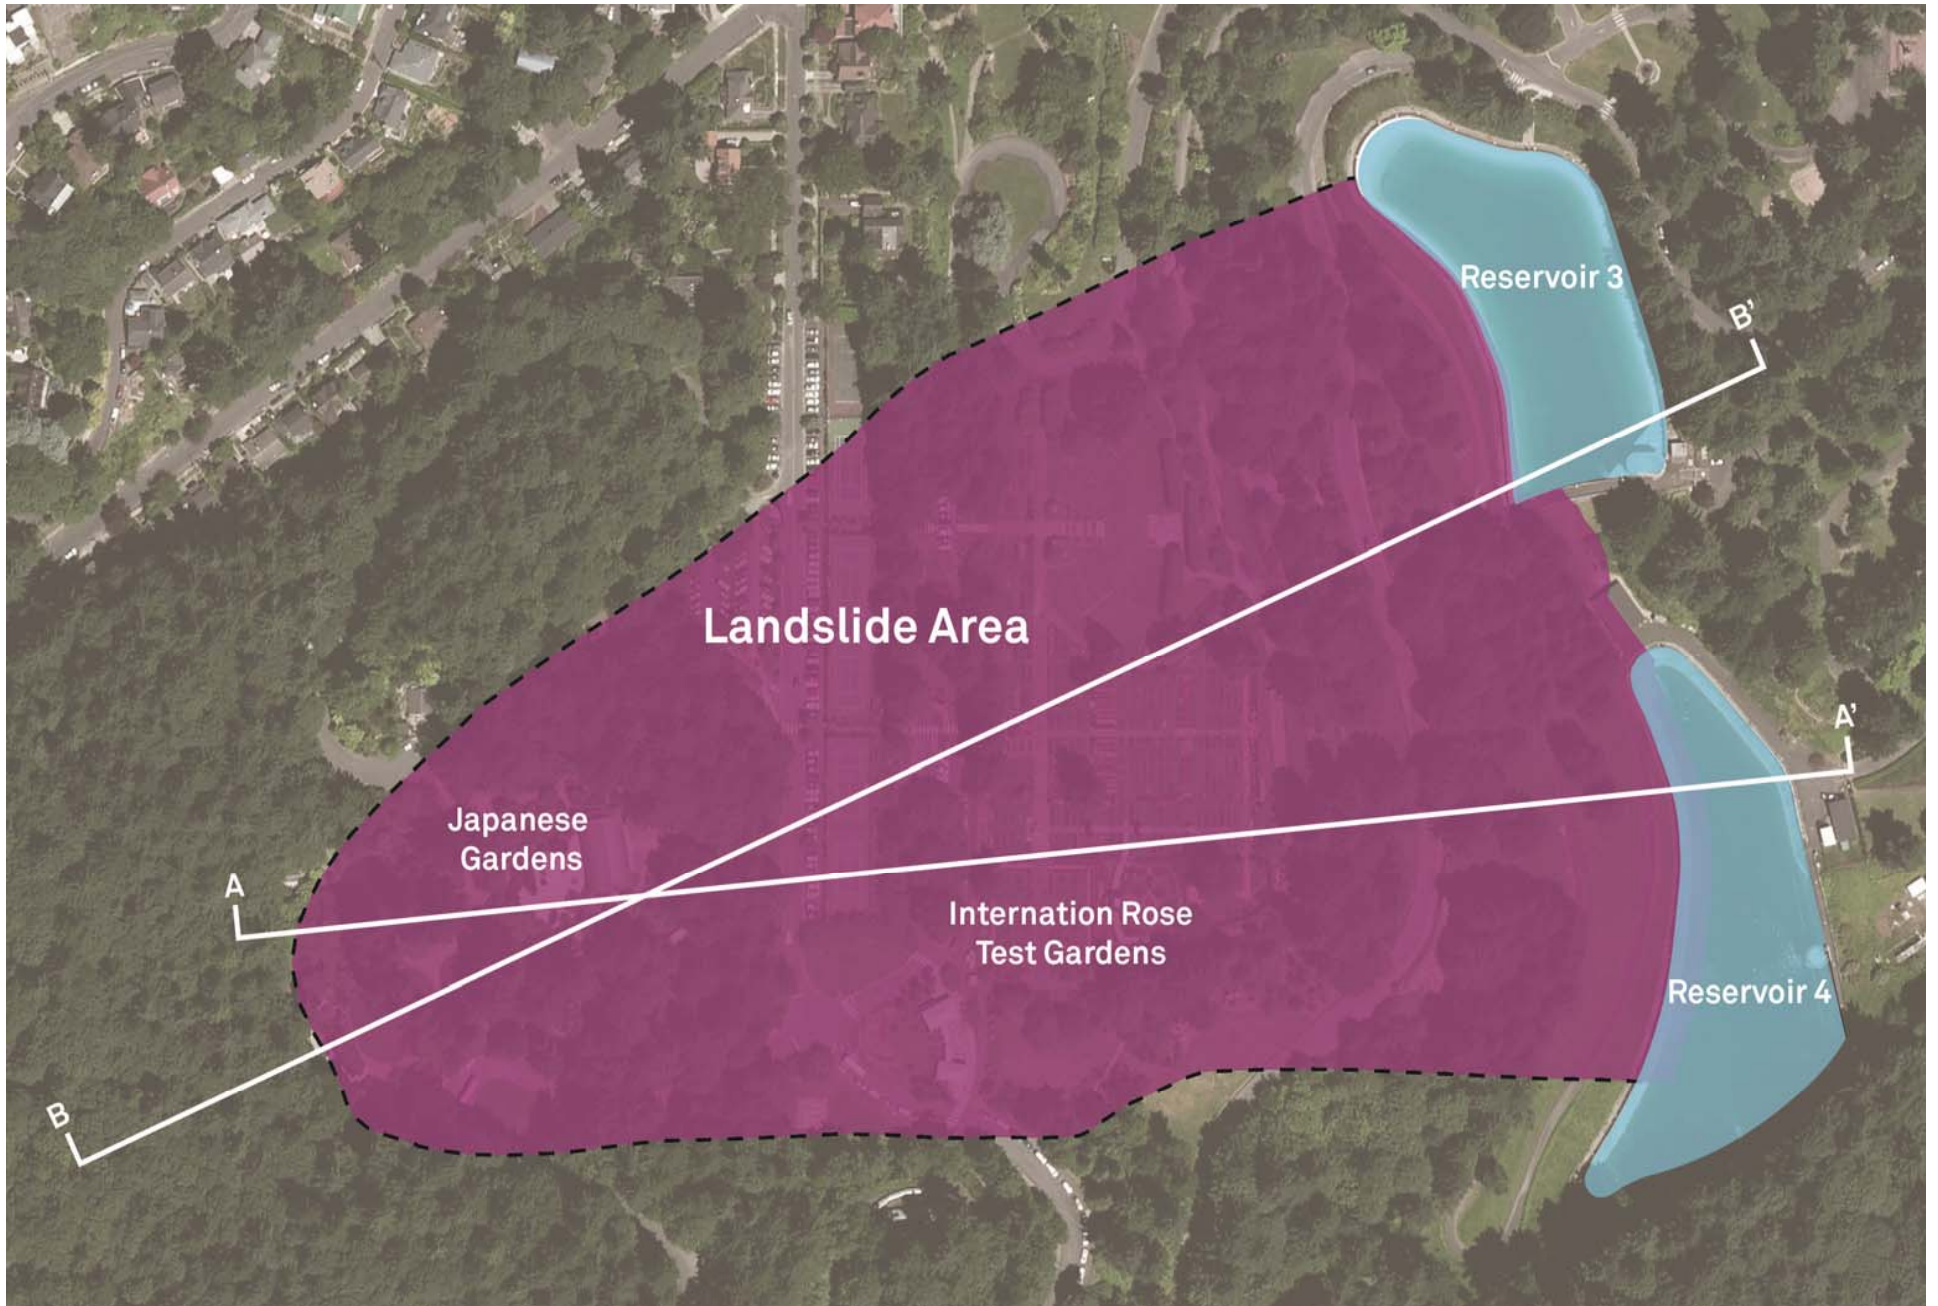 Reservoir 3
B'
Landslide Area
A'
Japanese
Gardens
A
Internation Rose
Test Gardens
Reservoir 4
B